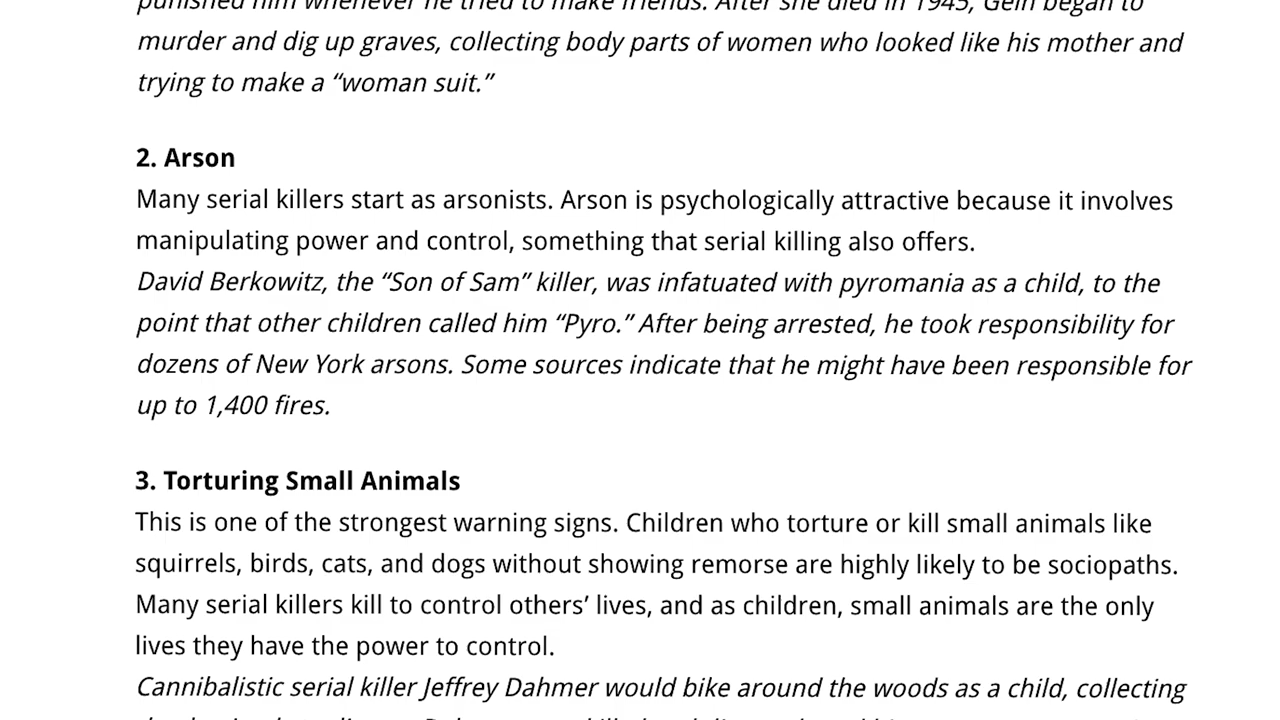 punished him whenever he tried to make friends. After she died in 1945, Gein began to
murder and dig up graves, collecting body parts of women who looked like his mother and
trying to make a “woman suit.”
2. Arson
Many serial killers start as arsonists. Arson is psychologically attractive because it involves
manipulating power and control, something that serial killing also offers.
David Berkowitz, the “Son of Sam” killer, was infatuated with pyromania as a child, to the
point that other children called him “Pyro.” After being arrested, he took responsibility for
dozens of New York arsons. Some sources indicate that he might have been responsible for
up to 1,400 fires.
3. Torturing Small Animals
This is one of the strongest warning signs. Children who torture or kill small animals like
squirrels, birds, cats, and dogs without showing remorse are highly likely to be sociopaths.
Many serial killers kill to control others’ lives, and as children, small animals are the only
lives they have the power to control.
Cannibalistic serial killer Jeffrey Dahmer would bike around the woods as a child, collecting